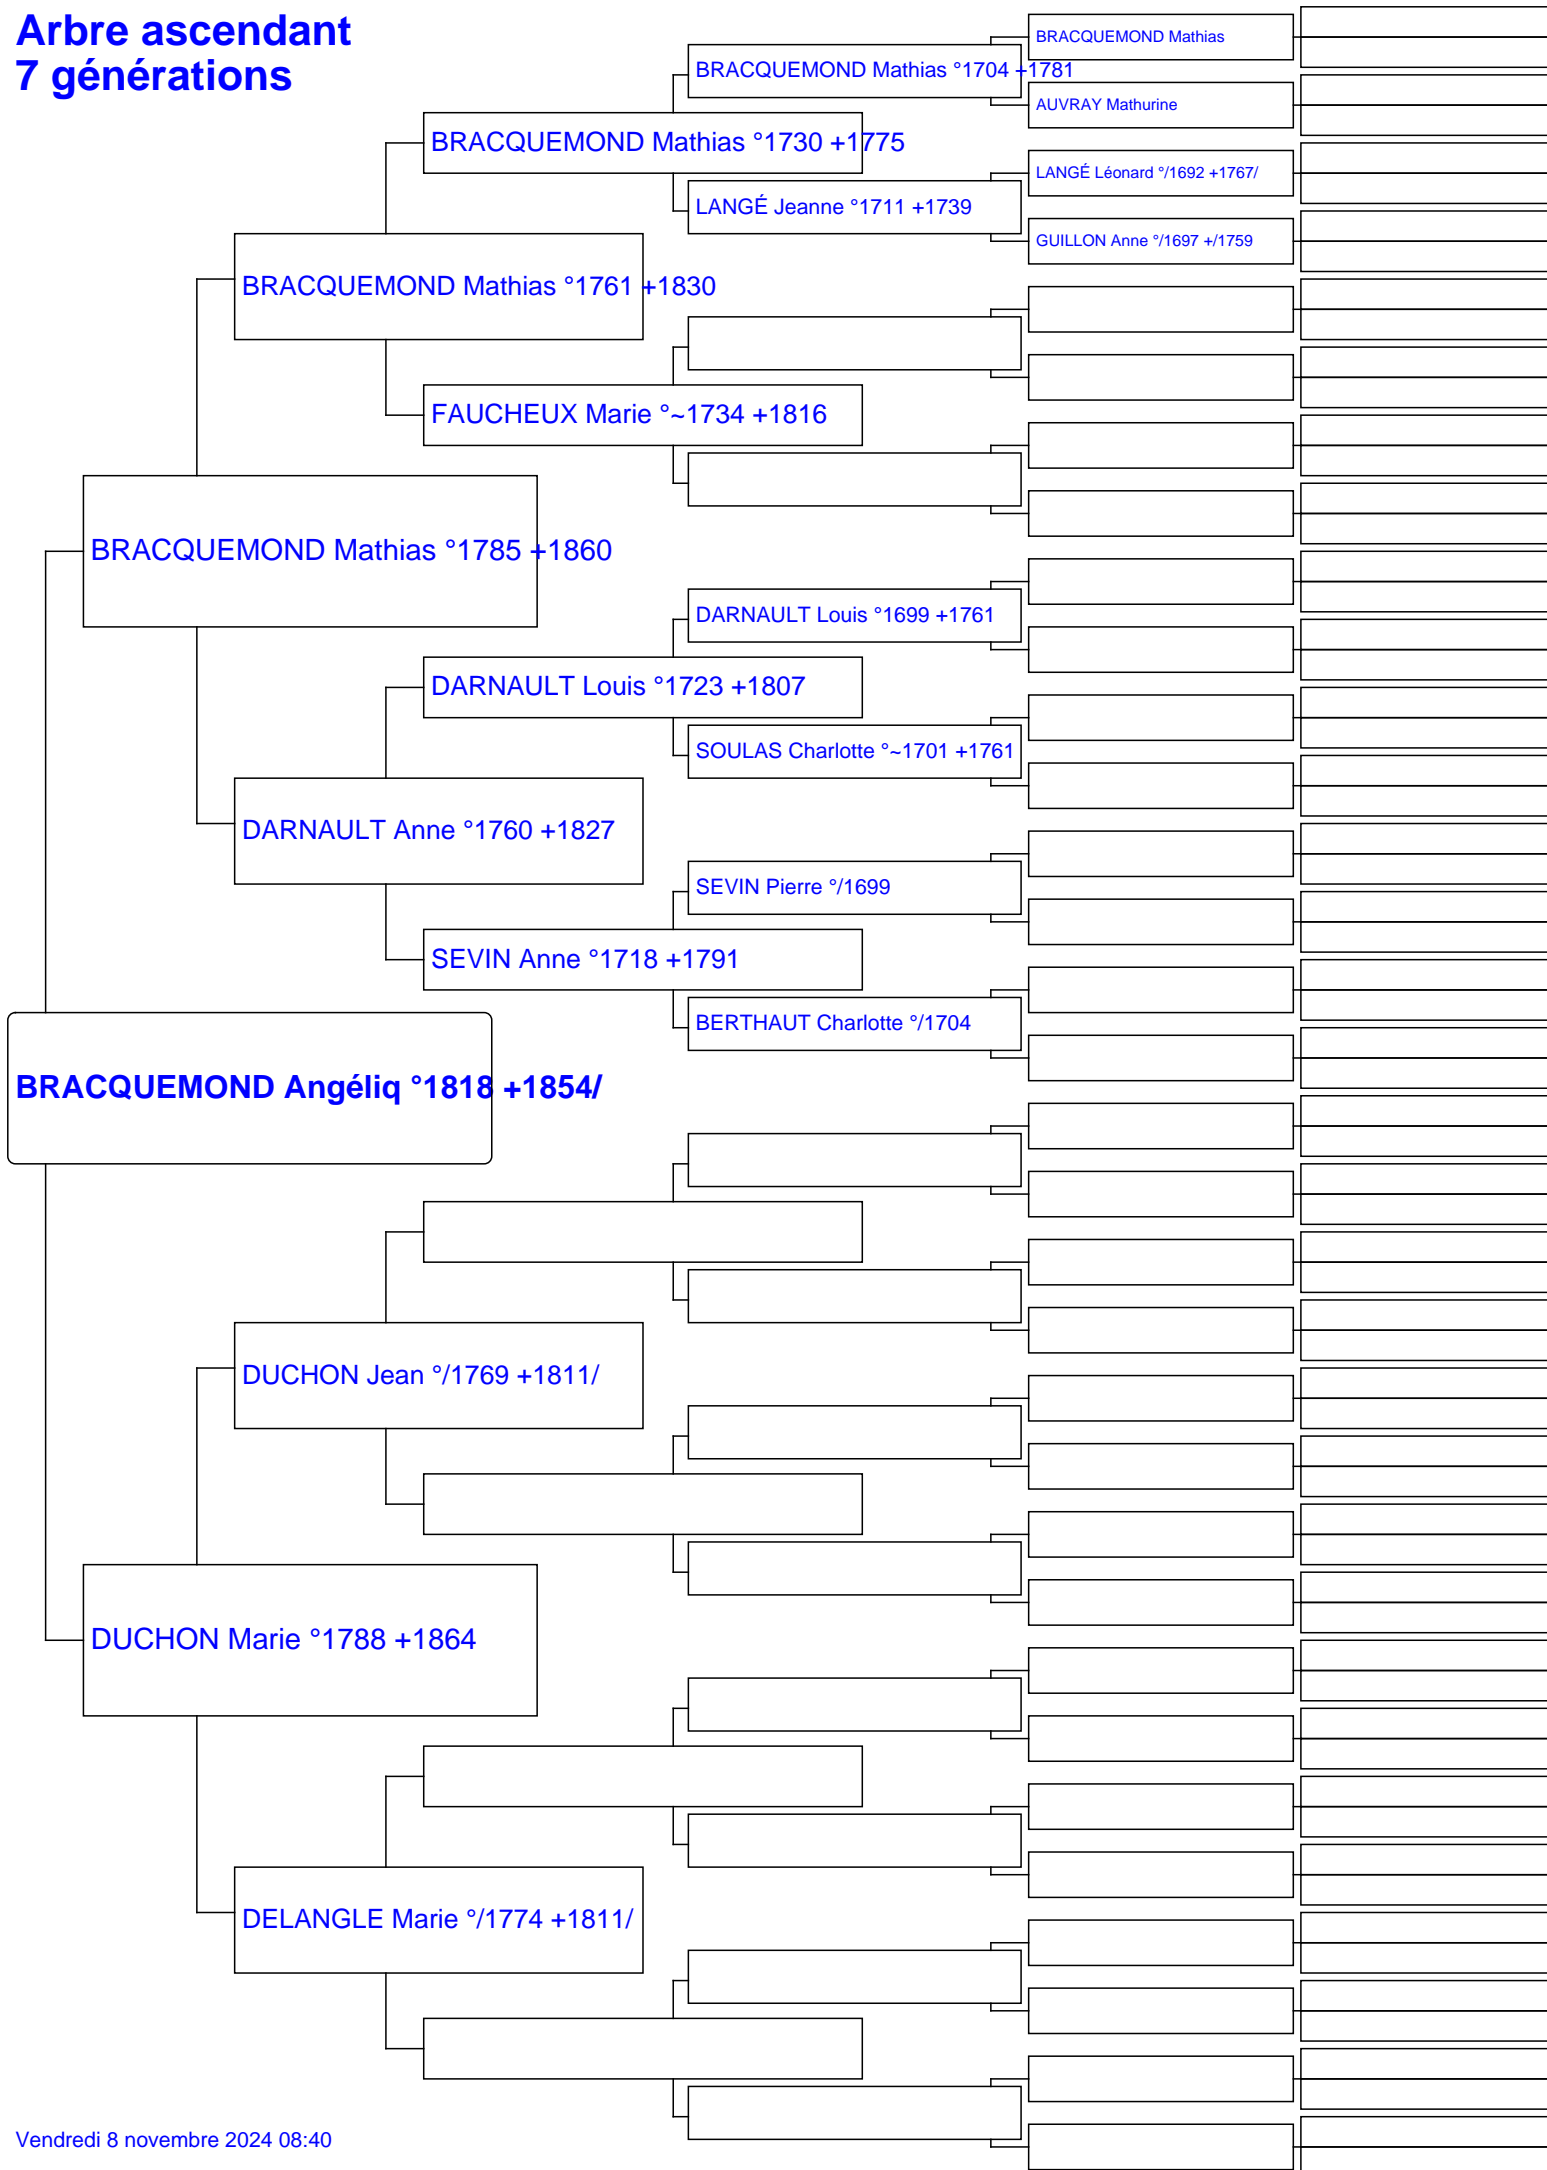 Arbre ascendant
7 générations
BRACQUEMOND Mathias
BRACQUEMOND Mathias °1704 +1781
AUVRAY Mathurine
BRACQUEMOND Mathias °1730 +1775
LANGÉ Léonard °/1692 +1767/
LANGÉ Jeanne °1711 +1739
GUILLON Anne °/1697 +/1759
BRACQUEMOND Mathias °1761 +1830
FAUCHEUX Marie °~1734 +1816
BRACQUEMOND Mathias °1785 +1860
DARNAULT Louis °1699 +1761
DARNAULT Louis °1723 +1807
SOULAS Charlotte °~1701 +1761
DARNAULT Anne °1760 +1827
SEVIN Pierre °/1699
SEVIN Anne °1718 +1791
BERTHAUT Charlotte °/1704
BRACQUEMOND Angéliq °1818 +1854/
DUCHON Jean °/1769 +1811/
DUCHON Marie °1788 +1864
DELANGLE Marie °/1774 +1811/
Vendredi 8 novembre 2024 08:40